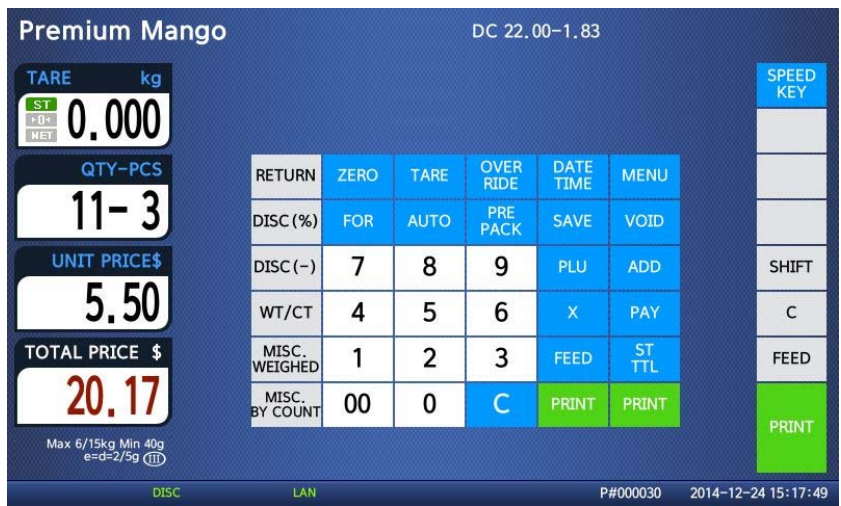 Premium Mango
DC 22.00-1.83
TARE kg
ST
▸0◂
NET
0.000
QTY-PCS
11- 3
UNIT PRICE$
5.50
TOTAL PRICE $
20.17
Max 6/15kg Min 40g
e=d=2/5g III
RETURN ZERO TARE OVER RIDE DATE TIME MENU
DISC(%) FOR AUTO PRE PACK SAVE VOID
DISC(-) 7 8 9 PLU ADD
WT/CT 4 5 6 X PAY
MISC. WEIGHED 1 2 3 FEED ST TTL
MISC. BY COUNT 00 0 C PRINT PRINT
SPEED
KEY
SHIFT
C
FEED
PRINT
DISC LAN P#000030 2014-12-24 15:17:49